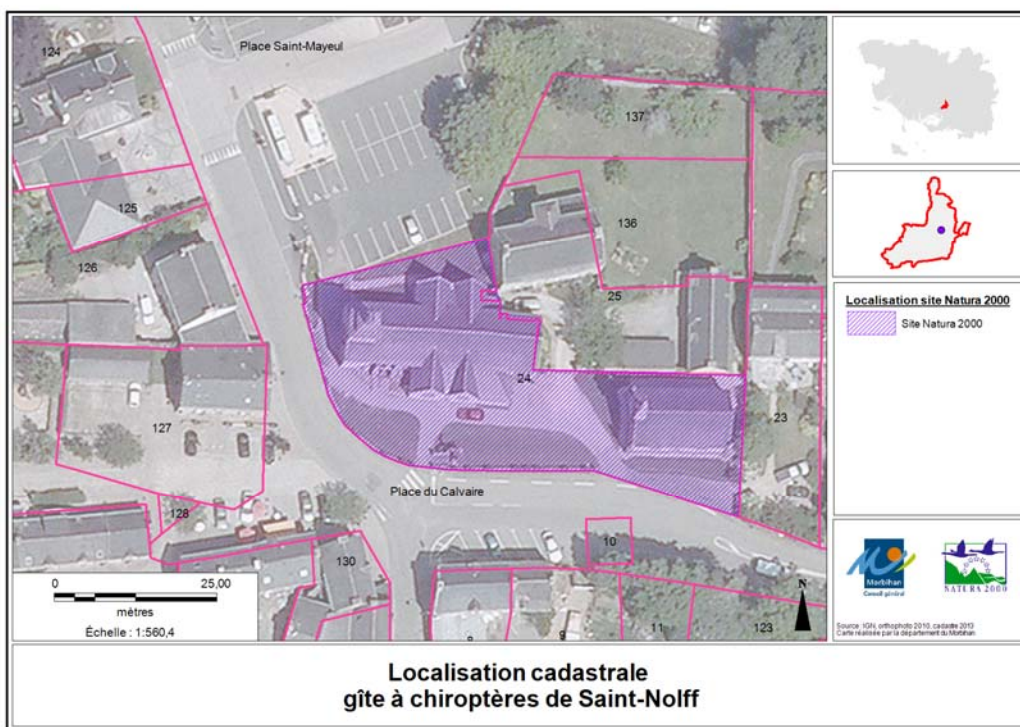 124
Place Saint-Mayeul
137
125
136
126
25
24
23
127
Place du Calvaire
128
10
130
8
9
11
123
0 25,00
mètres
Échelle : 1:560,4
N
Localisation site Natura 2000
Site Natura 2000
Morbihan
Conseil général
NATURA 2000
Source: IGN, orthophoto 2010, cadastre 2013
Carte réalisée par la département du Morbihan
Localisation cadastrale
gîte à chiroptères de Saint-Nolff